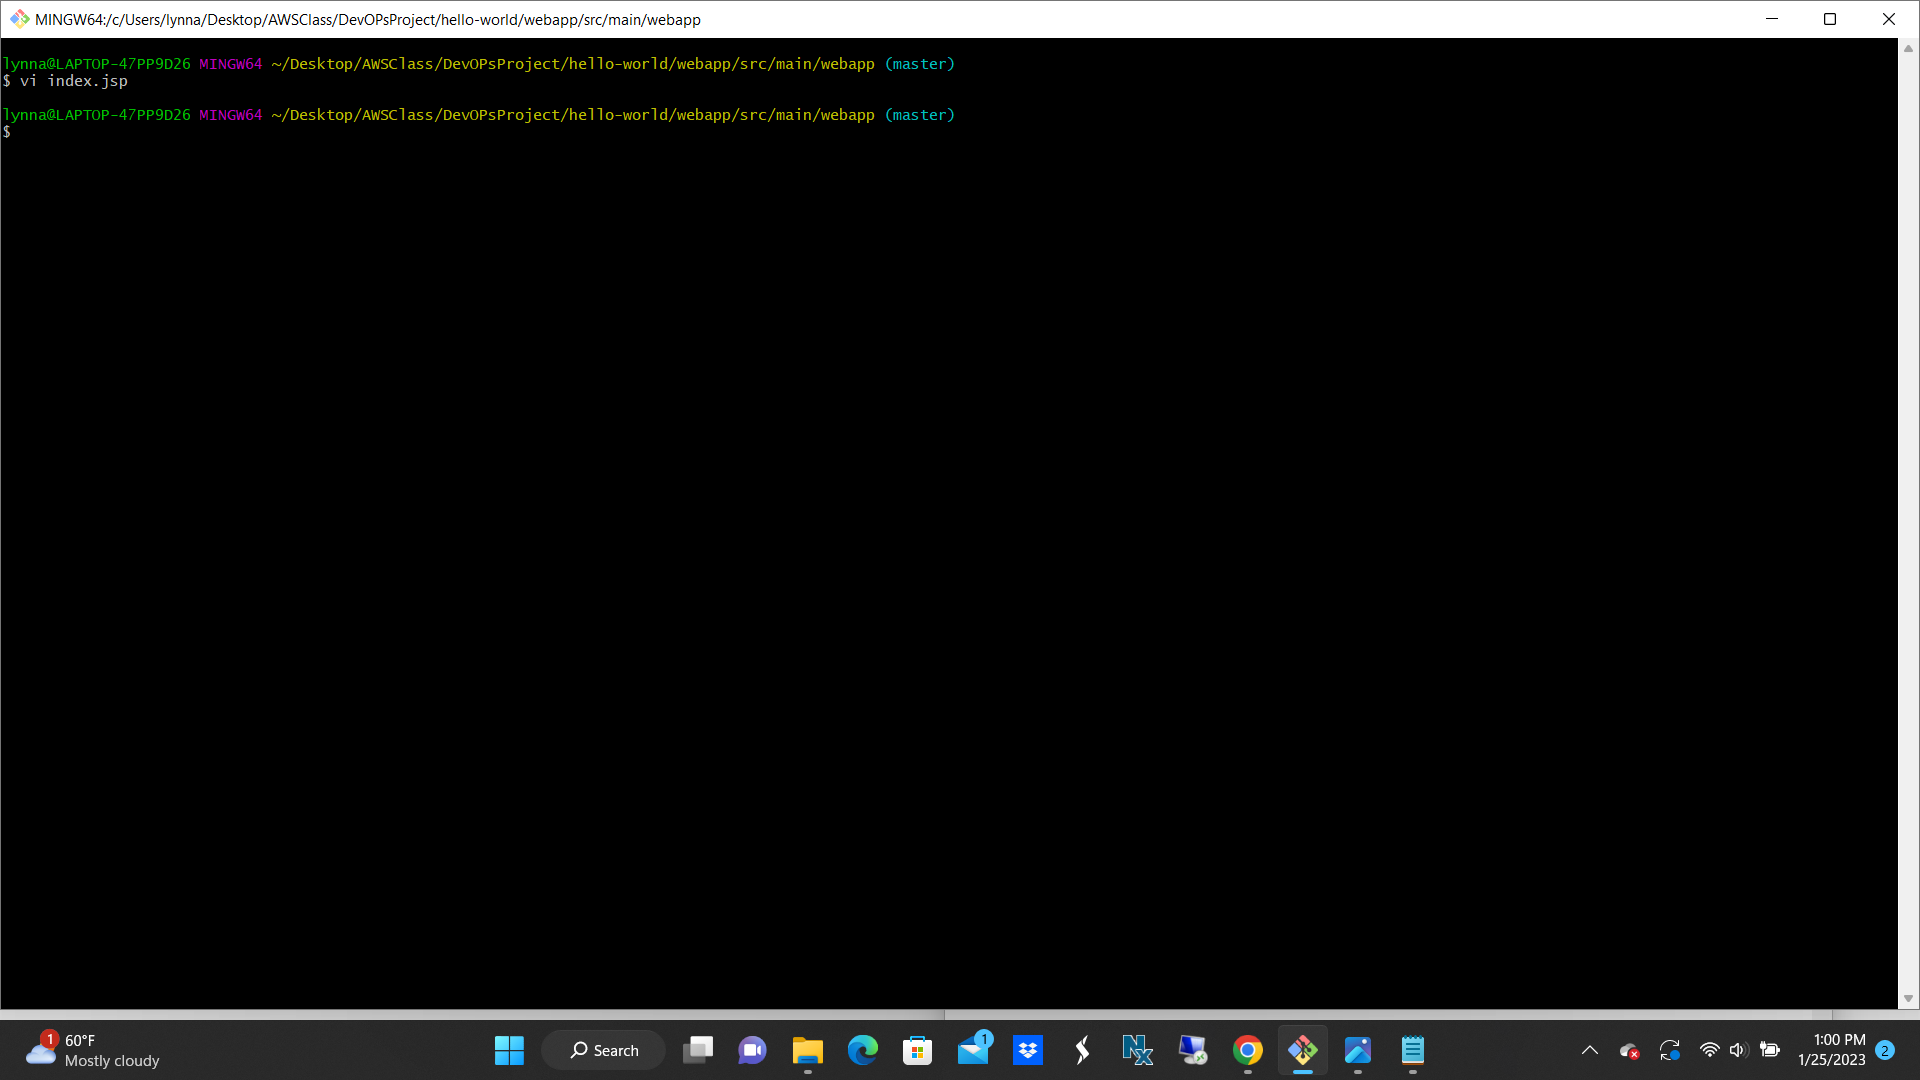 MINGW64:/c/Users/lynna/Desktop/AWSClass/DevOPsProject/hello-world/webapp/src/main/webapp
lynna@LAPTOP-47PP9D26 MINGW64 ~/Desktop/AWSClass/DevOPsProject/hello-world/webapp/src/main/webapp (master)
$ vi index.jsp
lynna@LAPTOP-47PP9D26 MINGW64 ~/Desktop/AWSClass/DevOPsProject/hello-world/webapp/src/main/webapp (master)
$
1
60°F
Mostly cloudy
Search
1
Nx
1:00 PM
1/25/2023
2